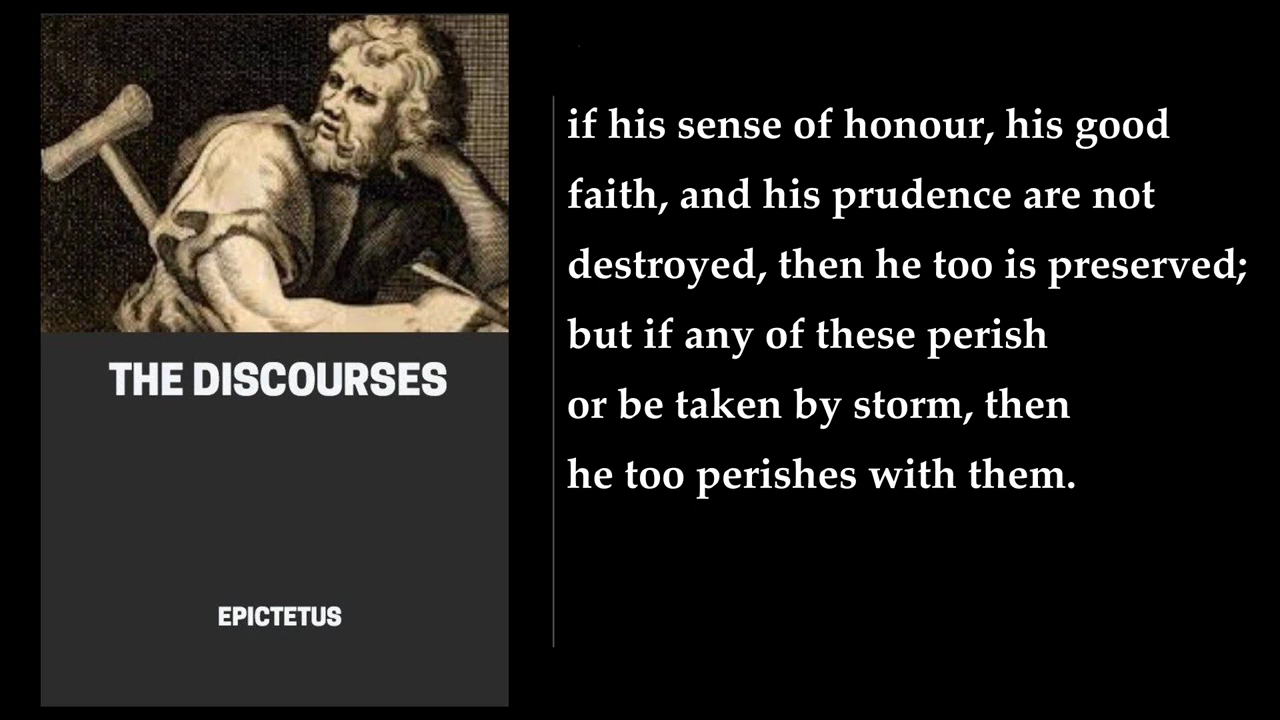 THE DISCOURSES
EPICTETUS
if his sense of honour, his good
faith, and his prudence are not
destroyed, then he too is preserved;
but if any of these perish
or be taken by storm, then
he too perishes with them.